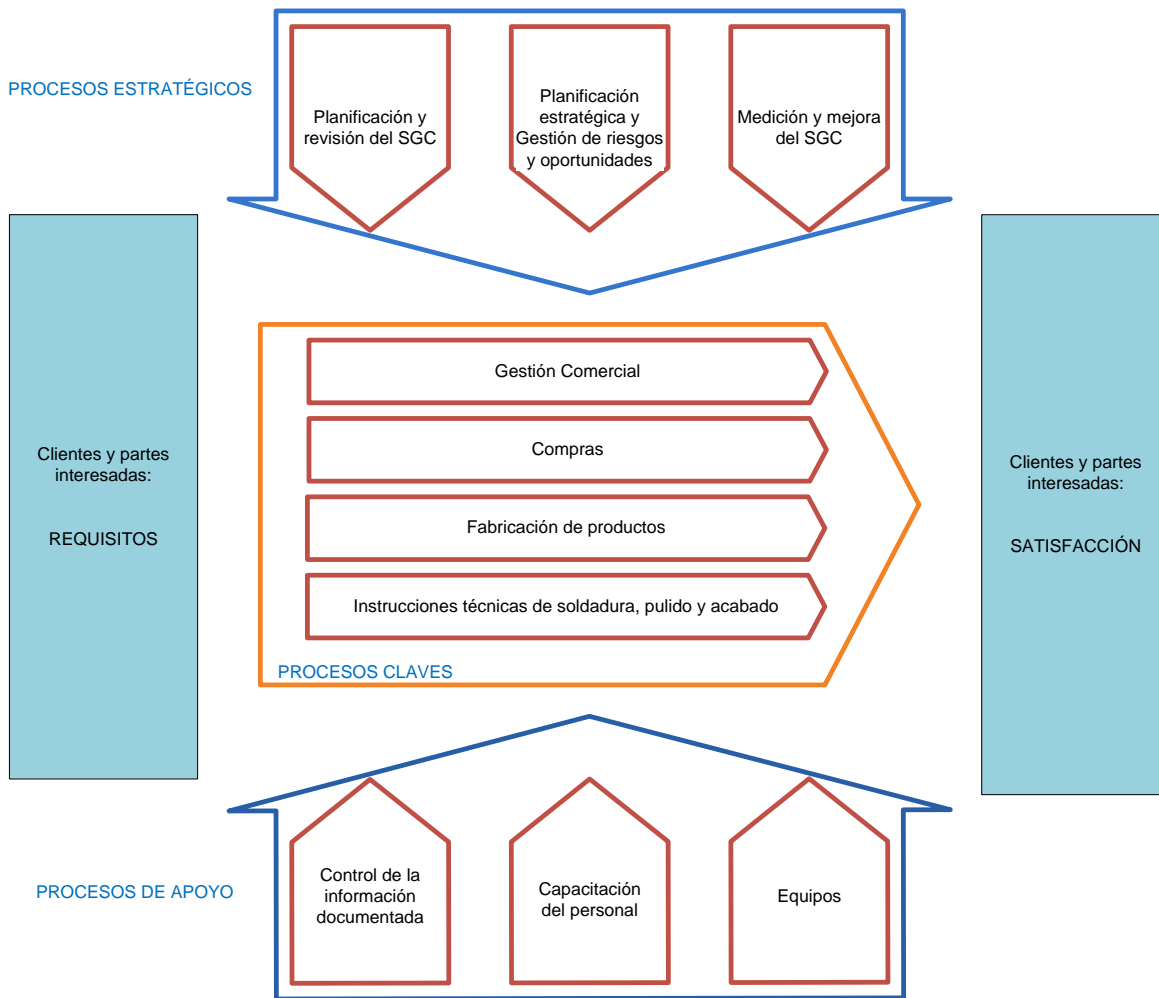 PROCESOS ESTRATÉGICOS
Planificación y
revisión del SGC
Planificación
estratégica y
Gestión de riesgos
y oportunidades
Medición y mejora
del SGC
Clientes y partes
interesadas:
REQUISITOS
Gestión Comercial
Compras
Fabricación de productos
Instrucciones técnicas de soldadura, pulido y acabado
PROCESOS CLAVES
Clientes y partes
interesadas:
SATISFACCIÓN
PROCESOS DE APOYO
Control de la
información
documentada
Capacitación
del personal
Equipos